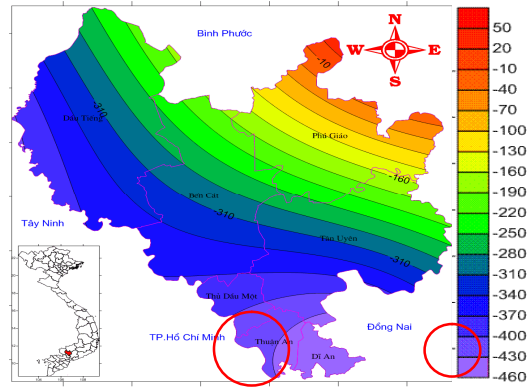 Bình Phước
N
W E
S
-10
-310
Dầu Tiếng
Phú Giáo
-160
Bến Cát
-310
Tân Uyên
-310
Tây Ninh
Thủ Dầu Một
TP.Hồ Chí Minh
Thuận An
Dĩ An
Đồng Nai
50
20
-10
-40
-70
-100
-130
-160
-190
-220
-250
-280
-310
-340
-370
-400
-430
-460